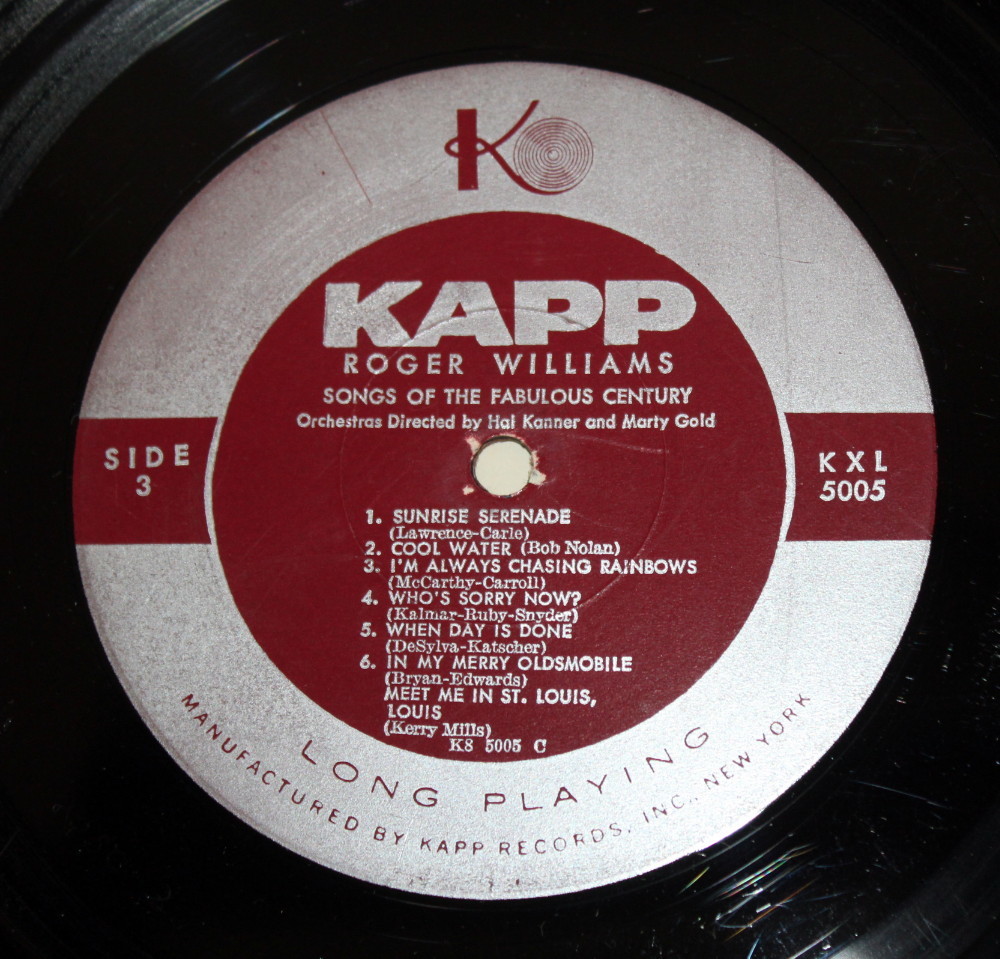 K
KAPP
ROGER WILLIAMS
SONGS OF THE FABULOUS CENTURY
Orchestras Directed by Hal Kanner and Marty Gold
SIDE
3
KXL
5005
1. SUNRISE SERENADE
(Lawrence-Carle)
2. COOL WATER (Bob Nolan)
3. I'M ALWAYS CHASING RAINBOWS
(McCarthy-Carroll)
4. WHO'S SORRY NOW?
(Kalmar-Ruby-Snyder)
5. WHEN DAY IS DONE
(DeSylva-Katscher)
6. IN MY MERRY OLDSMOBILE
(Bryan-Edwards)
MEET ME IN ST. LOUIS,
LOUIS
(Kerry Mills)
K8 5005 C
LONG PLAYING
MANUFACTURED BY KAPP RECORDS, INC., NEW YORK